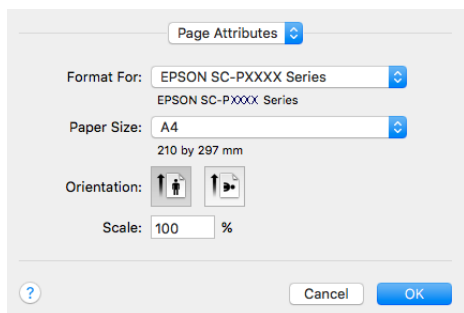 Page Attributes
Format For: EPSON SC-PXXXX Series
EPSON SC-PXXXX Series
Paper Size: A4
210 by 297 mm
Orientation:
Scale: 100 %
? Cancel OK